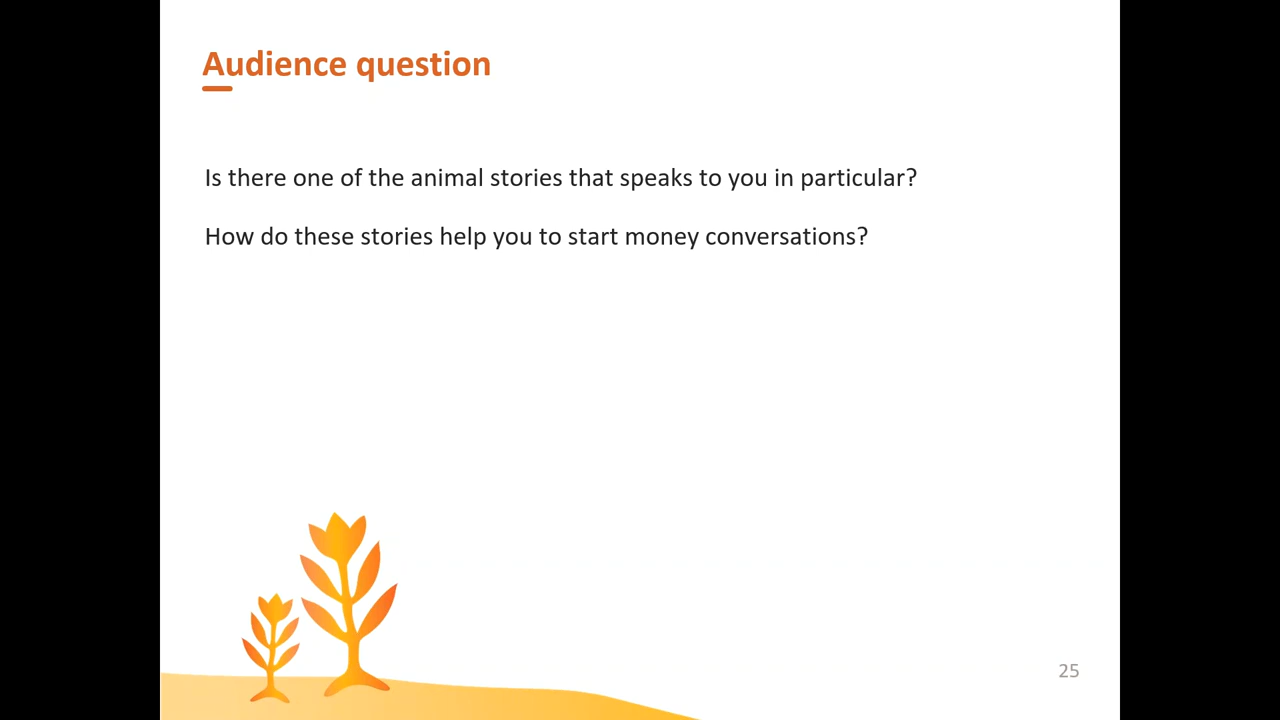 Audience question
Is there one of the animal stories that speaks to you in particular?
How do these stories help you to start money conversations?
25